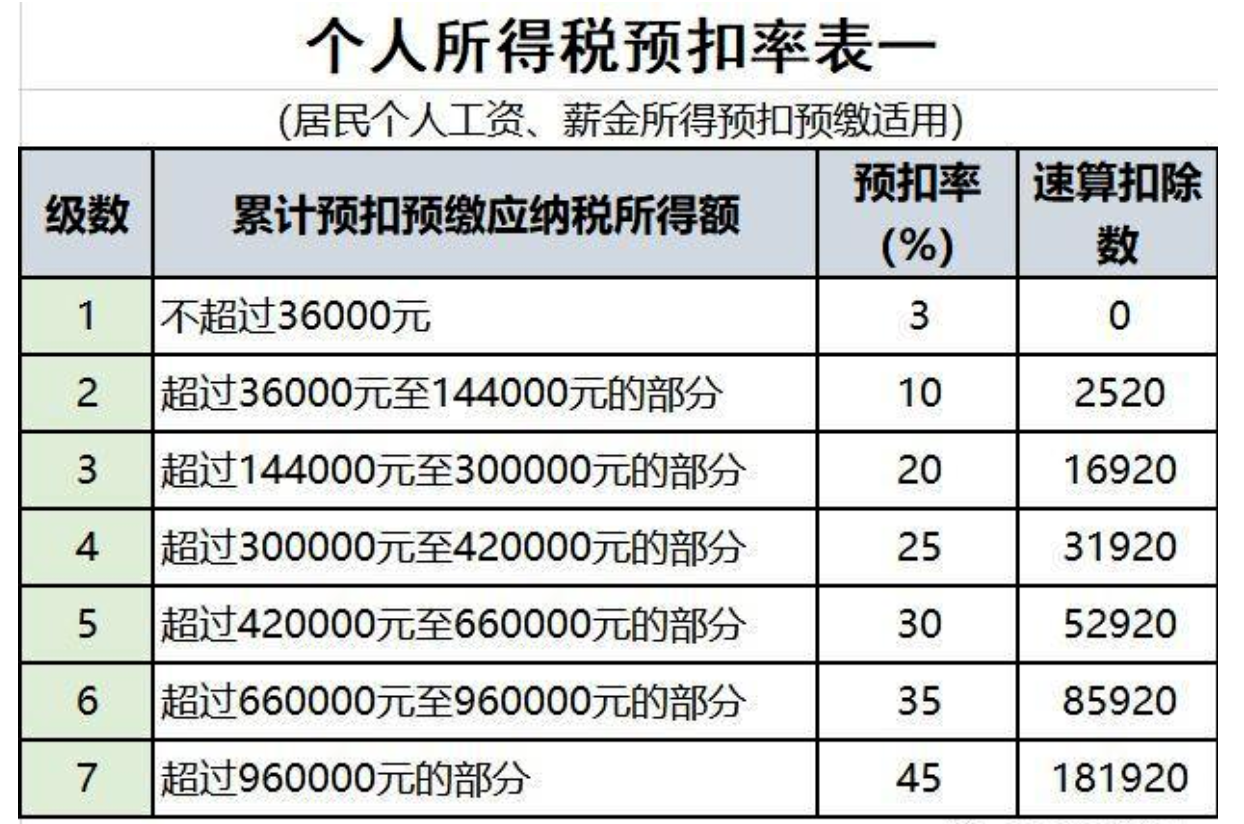 个人所得税预扣率表一
(居民个人工资、薪金所得预扣预缴适用)
级数 累计预扣预缴应纳税所得额 预扣率(%) 速算扣除数
1 不超过36000元 3 0
2 超过36000元至144000元的部分 10 2520
3 超过144000元至300000元的部分 20 16920
4 超过300000元至420000元的部分 25 31920
5 超过420000元至660000元的部分 30 52920
6 超过660000元至960000元的部分 35 85920
7 超过960000元的部分 45 181920